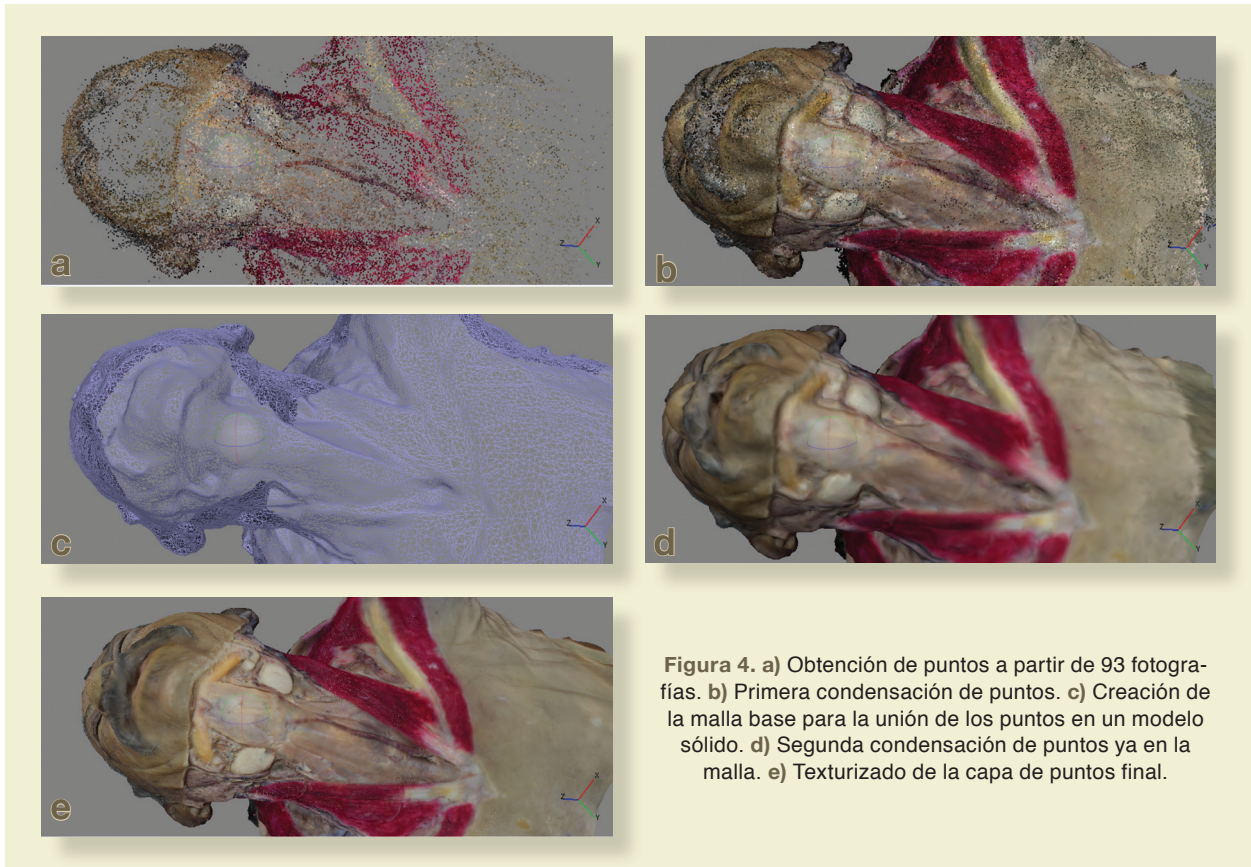 a
X
Z
Y
b
X
Z
Y
c
X
Z
Y
d
X
Z
Y
e
X
Z
Y
Figura 4. a) Obtención de puntos a partir de 93 fotogra-
fías. b) Primera condensación de puntos. c) Creación de
la malla base para la unión de los puntos en un modelo
sólido. d) Segunda condensación de puntos ya en la
malla. e) Texturizado de la capa de puntos final.